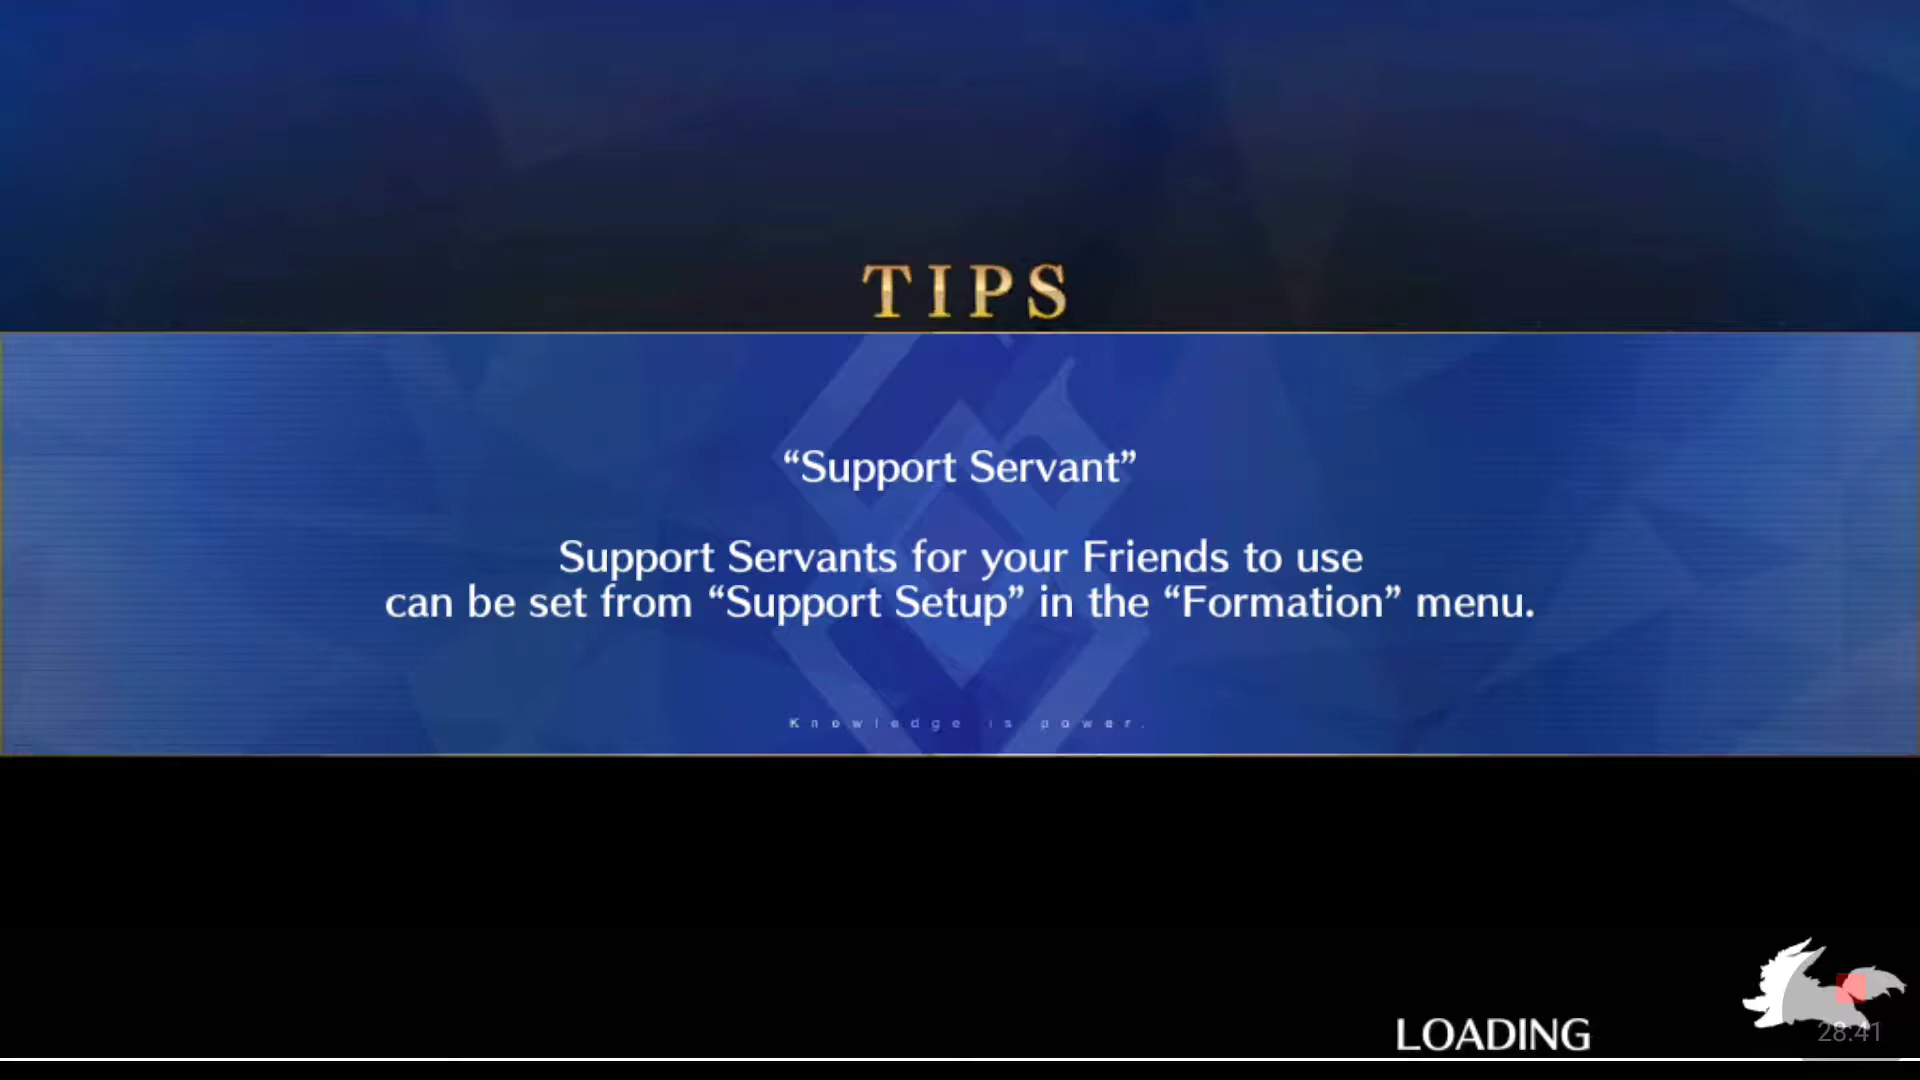 TIPS
“Support Servant”
Support Servants for your Friends to use
can be set from “Support Setup” in the “Formation” menu.
Knowledge is power.
LOADING
28:41